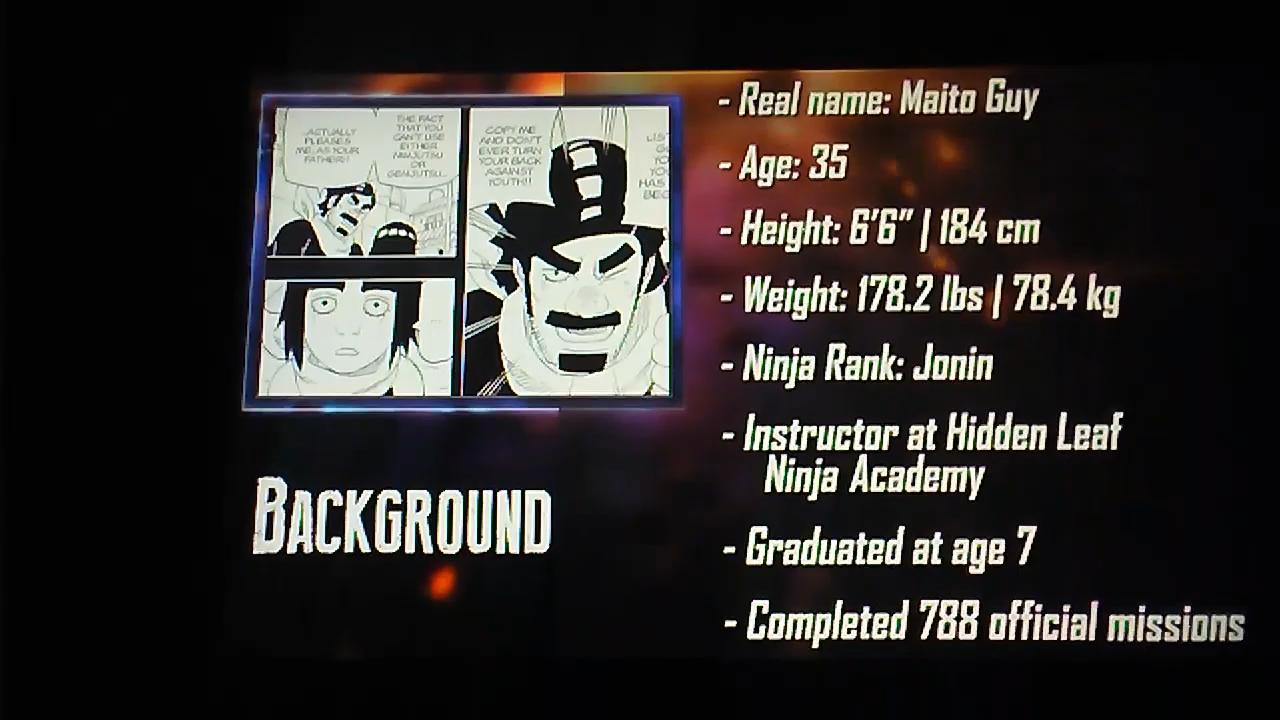 ...ACTUALLY
PLEASES
ME, AS YOUR
FATHER!!
THE FACT
THAT YOU
CAN'T USE
EITHER
NINJUTSU
OR
GENJUTSU...
COPY ME
AND DON'T
EVER TURN
YOUR BACK
AGAINST
YOUTH!!
HAS
BACKGROUND
- Real name: Maito Guy
- Age: 35
- Height: 6'6" | 184 cm
- Weight: 178.2 lbs | 78.4 kg
- Ninja Rank: Jonin
- Instructor at Hidden Leaf
Ninja Academy
- Graduated at age 7
- Completed 788 official missions